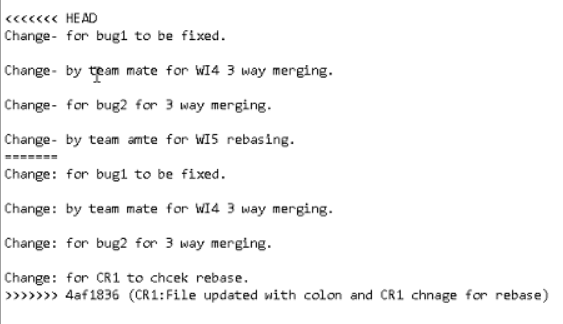 <<<<<<< HEAD
Change- for bug1 to be fixed.
Change- by team mate for WI4 3 way merging.
Change- for bug2 for 3 way merging.
Change- by team amte for WI5 rebasing.
=======
Change: for bug1 to be fixed.
Change: by team mate for WI4 3 way merging.
Change: for bug2 for 3 way merging.
Change: for CR1 to chcek rebase.
>>>>>>> 4af1836 (CR1:File updated with colon and CR1 chnage for rebase)